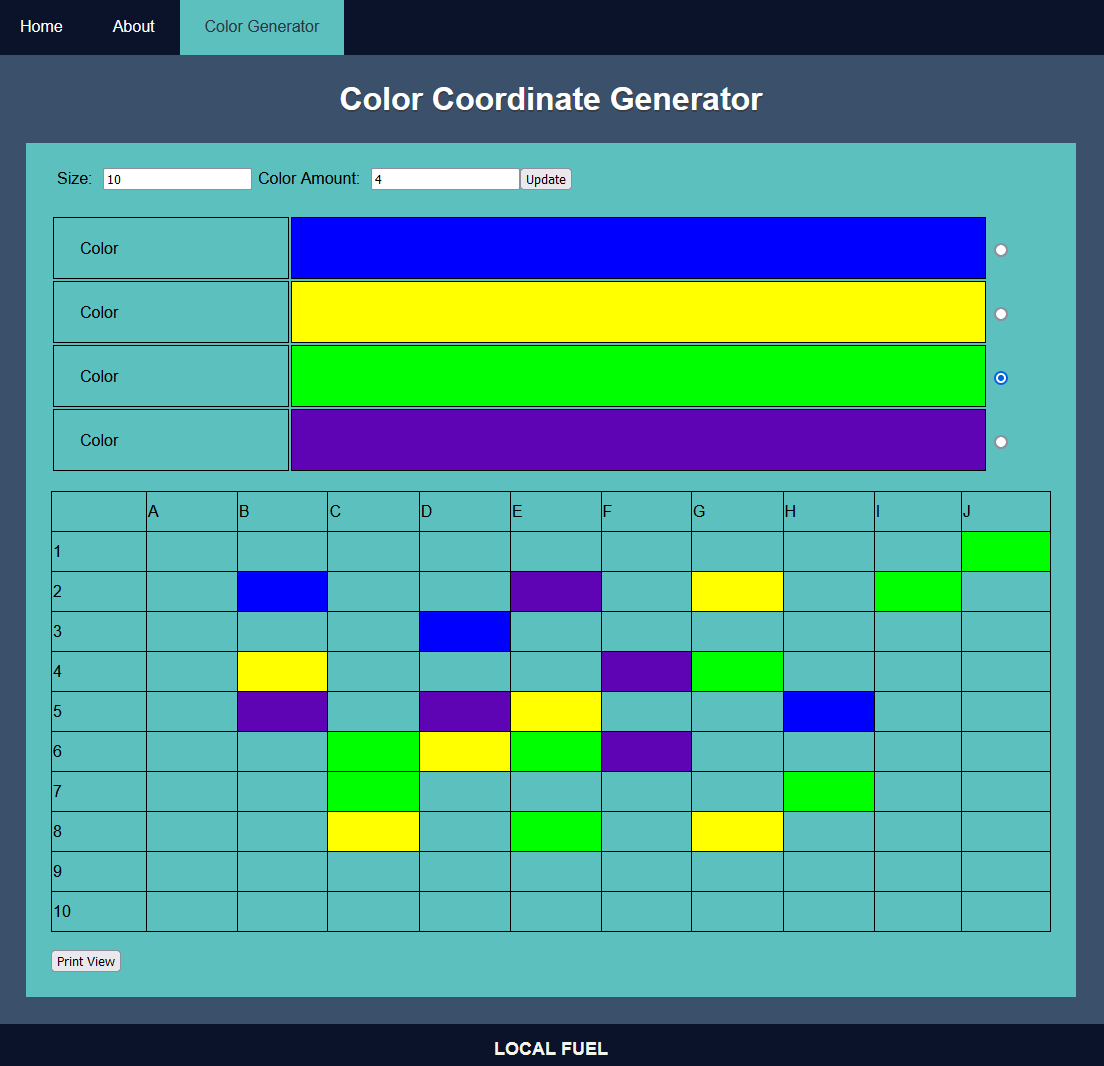 Home About Color Generator
Color Coordinate Generator
Size: 10 Color Amount: 4 Update
Color
Color
Color
Color
A B C D E F G H I J
1
2
3
4
5
6
7
8
9
10
Print View
LOCAL FUEL